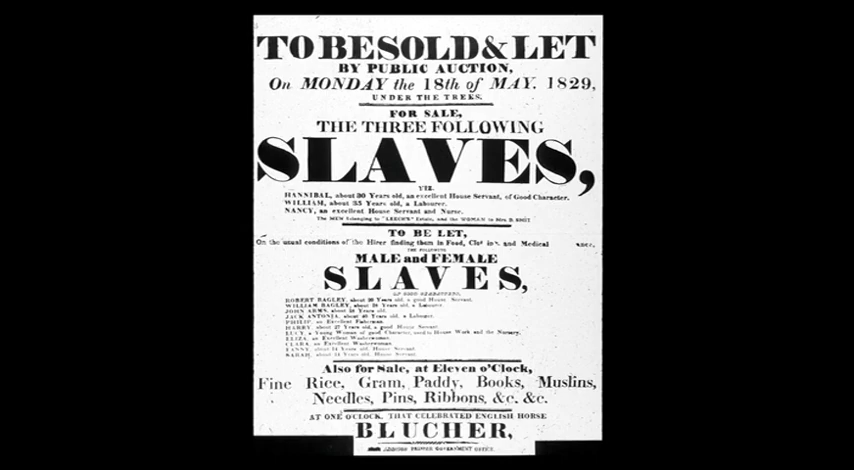 TO BE SOLD & LET
BY PUBLIC AUCTION,
On MONDAY the 18th of MAY. 1829,
UNDER THE TREES.
FOR SALE,
THE THREE FOLLOWING
SLAVES,
VIZ.
HANNIBAL, about 30 Years old, an excellent House Servant, of Good Character.
WILLIAM, about 35 Years old, a Labourer.
NANCY, an excellent House Servant and Nurse.
The MEN belonging to "LEECH'S" Estate, and the WOMAN to Mrs. D. SMIT
TO BE LET,
On the usual conditions of the Hirer finding them in Food, and Medical
THE FOLLOWING
MALE and FEMALE
SLAVES,
OF GOOD CHARACTERS,
ROBERT BAGLEY, about 20 Years old, a good House Servant.
WILLIAM BAGLEY, about 18 Years old, a Labourer.
JOHN ARMS, about 18 Years old.
JACK ANTONIA, about 40 Years old, a Labourer.
PHILIP, an Excellent Fisherman.
HARRY, about 27 Years old, a good House Servant.
LUCY, a Young Woman of good Character, used to House Work and the Nursery.
ELIZA, an Excellent Washerwoman.
CLARA, an Excellent Washerwoman.
FANNY, about 14 Years old, House Servant.
SARAH, about 14 Years old, House Servant.
Also for Sale, at Eleven o'Clock,
Fine Rice, Gram, Paddy, Books, Muslins,
Needles, Pins, Ribbons, &c. &c.
AT ONE O'CLOCK, THAT CELEBRATED ENGLISH HORSE
BLUCHER,
ADDISON PRINTER GOVERNMENT OFFICE.